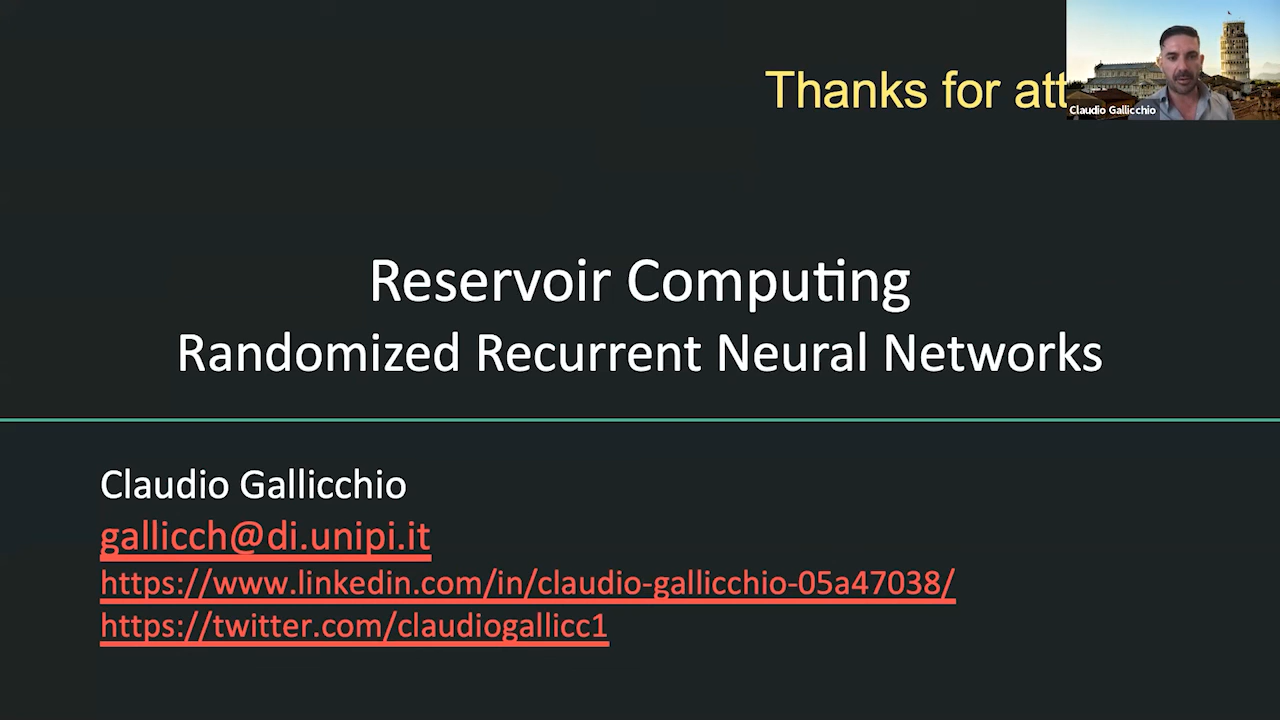 Thanks for att
Claudio Gallicchio
Reservoir Computing
Randomized Recurrent Neural Networks
Claudio Gallicchio
gallicch@di.unipi.it
https://www.linkedin.com/in/claudio-gallicchio-05a47038/
https://twitter.com/claudiogallicc1